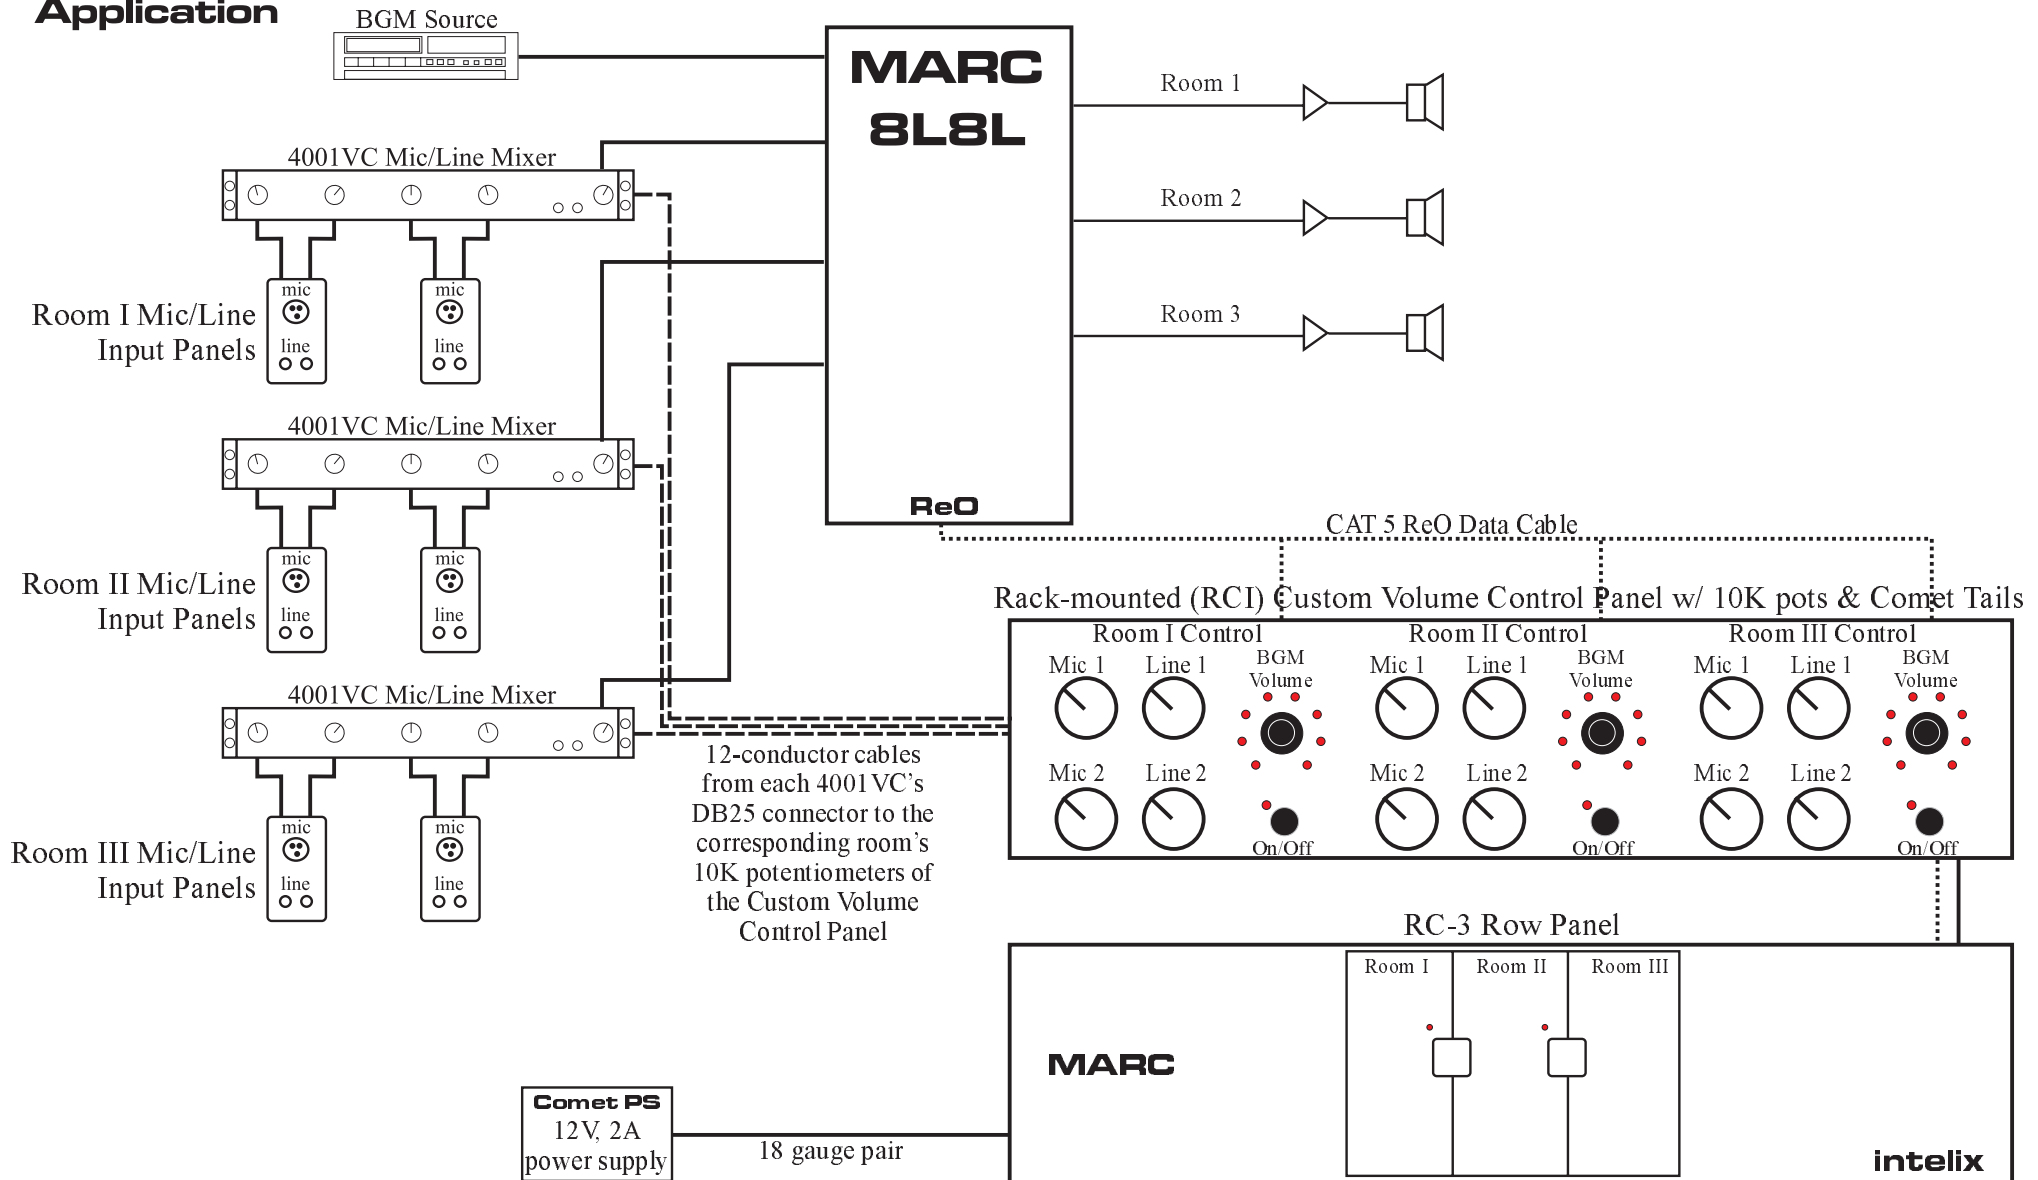 Application
BGM Source
MARC
8L8L
Room 1
Room 2
Room 3
ReO
4001VC Mic/Line Mixer
mic
line
mic
line
Room I Mic/Line
Input Panels
4001VC Mic/Line Mixer
mic
line
mic
line
Room II Mic/Line
Input Panels
4001VC Mic/Line Mixer
mic
line
mic
line
Room III Mic/Line
Input Panels
12-conductor cables
from each 4001VC’s
DB25 connector to the
corresponding room’s
10K potentiometers of
the Custom Volume
Control Panel
CAT 5 ReO Data Cable
Rack-mounted (RCI) Custom Volume Control Panel w/ 10K pots & Comet Tails
Room I Control
Mic 1
Line 1
BGM
Volume
Mic 2
Line 2
On/Off
Room II Control
Mic 1
Line 1
BGM
Volume
Mic 2
Line 2
On/Off
Room III Control
Mic 1
Line 1
BGM
Volume
Mic 2
Line 2
On/Off
RC-3 Row Panel
Room I
Room II
Room III
MARC
intelix
Comet PS
12V, 2A
power supply
18 gauge pair